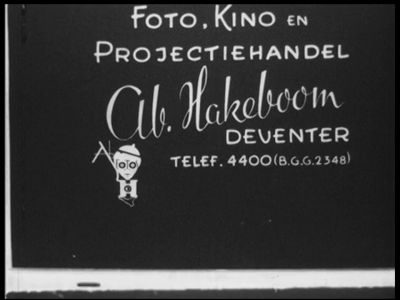 FOTO, KINO EN
PROJECTIEHANDEL
Ab. Hakeboom
DEVENTER
TELEF. 4400 (B.G.G. 2348)